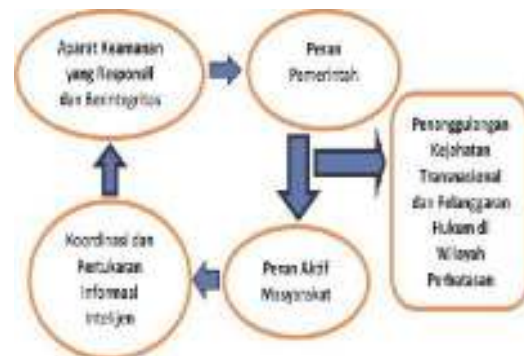 Aparat Keamanan
yang Responsif
dan Berintegritas
Peran
Pemerintah
Penanggulangan
Kejahatan
Transnasional
dan Pelanggaran
Hukum di
Wilayah
Perbatasan
Koordinasi dan
Pertukaran
Informasi
Intelijen
Peran Aktif
Masyarakat